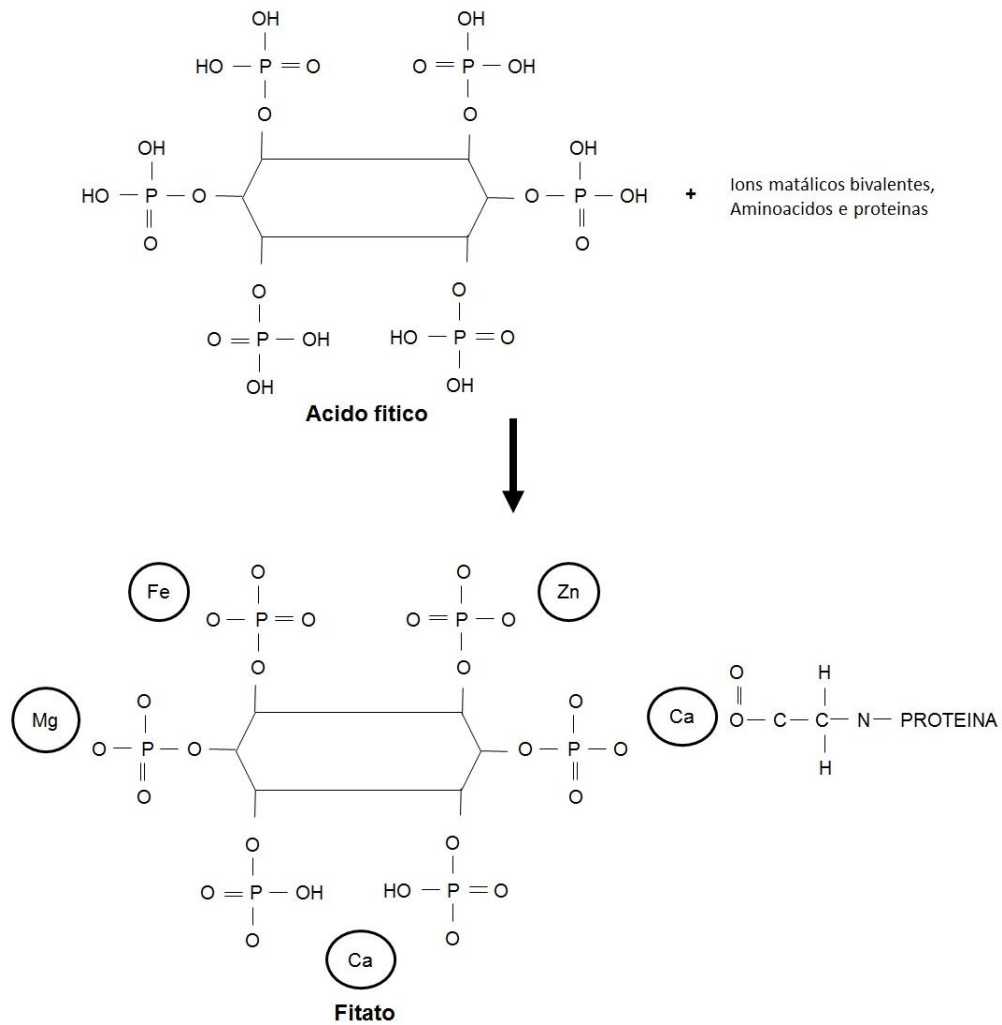 OH OH
HO — P = O O = P — OH
O O
OH OH
HO — P — O O — P — OH + Ions matálicos bivalentes,
O O Aminoacidos e proteinas
O O
O = P — OH HO — P = O
OH OH
Acido fitico
Fe O O Zn
O — P = O O = P — O
O O
Mg O O Ca O H
O — P — O O — P — O O — C — C — N — PROTEINA
O O H
O O
O = P — OH HO — P = O
O O
Ca
Fitato